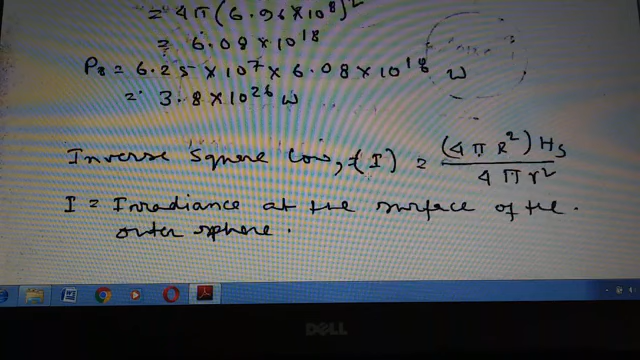 = 4π(6.96×10⁸)²
= 6.08×10¹⁸
Ps = 6.25 × 10⁷ × 6.08 × 10¹⁸ W
= 3.8×10²⁶ W
Inverse Square Law, (I) = (4πR²) Hs / 4πr²
I = Irradiance at the surface of the
outer sphere.
DELL